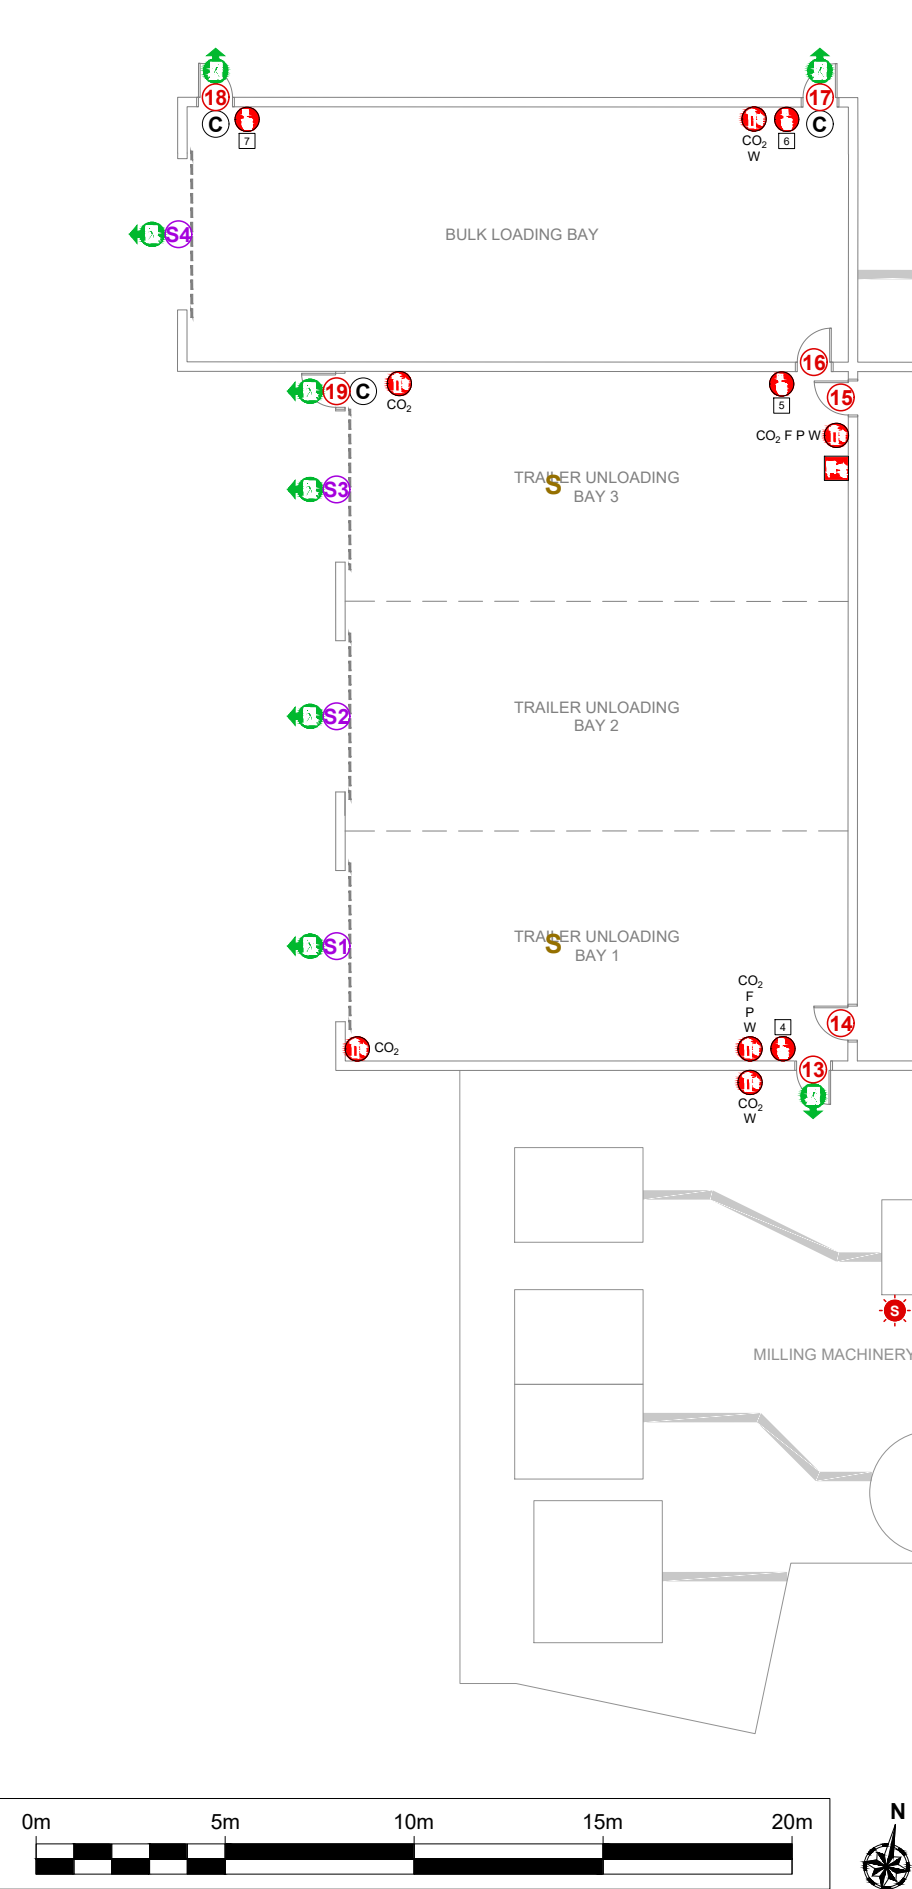 18
17
C
C
7
6
CO2
W
S4
BULK LOADING BAY
16
19
C
CO2
5
15
CO2 F P W
S3
TRAILER UNLOADING
BAY 3
S
S2
TRAILER UNLOADING
BAY 2
S1
TRAILER UNLOADING
BAY 1
S
CO2
F
P
W
4
14
CO2
13
CO2
W
S
MILLING MACHINERY
0m
5m
10m
15m
20m
N